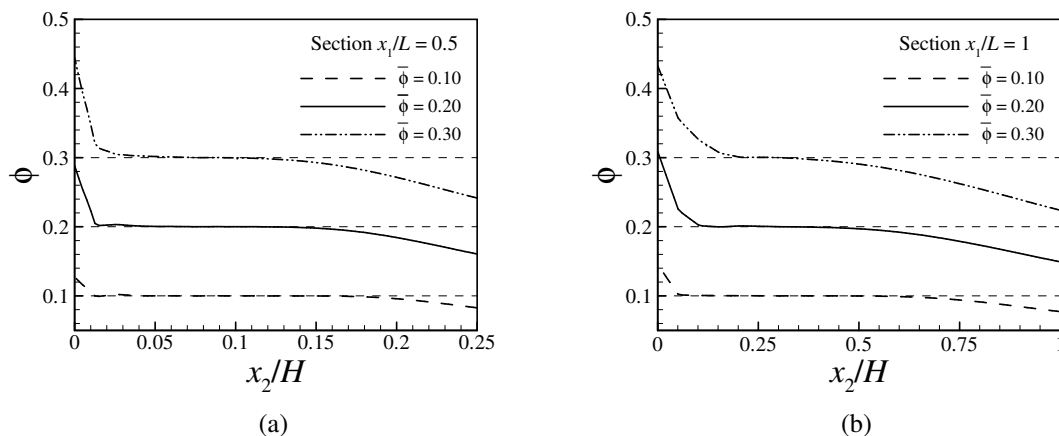 0.5
0.4
0.3
0.2
0.1
ϕ
Section x₁/L = 0.5
ϕ̅ = 0.10
ϕ̅ = 0.20
ϕ̅ = 0.30
0 0.05 0.1 0.15 0.2 0.25
x₂/H
(a)
0.5
0.4
0.3
0.2
0.1
ϕ
Section x₁/L = 1
ϕ̅ = 0.10
ϕ̅ = 0.20
ϕ̅ = 0.30
0 0.25 0.5 0.75 1
x₂/H
(b)